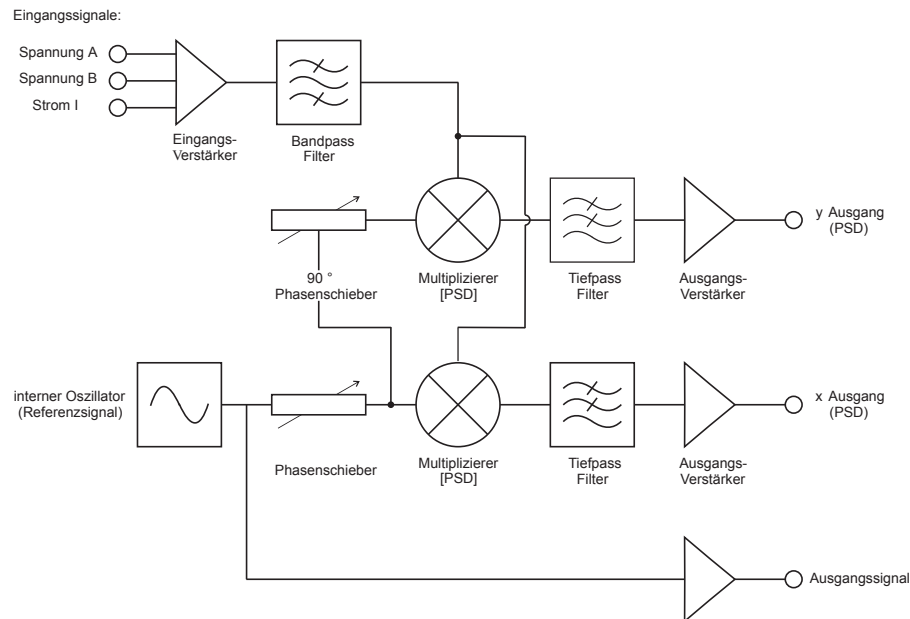 Eingangssignale:
Spannung A
Spannung B
Strom I
Eingangs-
Verstärker
Bandpass
Filter
90 °
Phasenschieber
Multiplizierer
[PSD]
Tiefpass
Filter
Ausgangs-
Verstärker
y Ausgang
(PSD)
interner Oszillator
(Referenzsignal)
Phasenschieber
Multiplizierer
[PSD]
Tiefpass
Filter
Ausgangs-
Verstärker
x Ausgang
(PSD)
Ausgangssignal